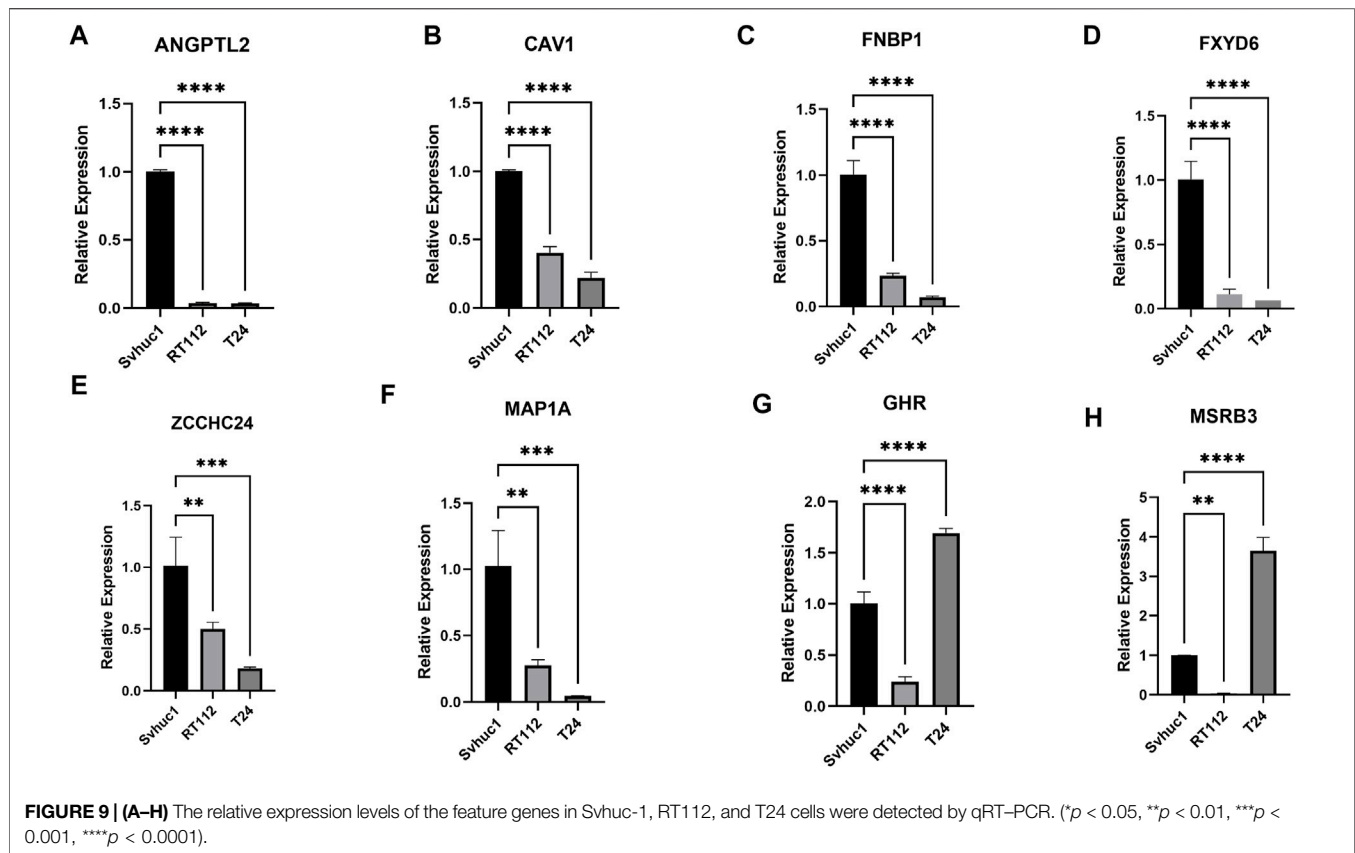 A
ANGPTL2
****
****
1.5
1.0
0.5
0.0
Relative Expression
Svhuc1
RT112
T24
B
CAV1
****
****
1.5
1.0
0.5
0.0
Relative Expression
Svhuc1
RT112
T24
C
FNBP1
****
****
1.5
1.0
0.5
0.0
Relative Expression
Svhuc1
RT112
T24
D
FXYD6
****
****
1.5
1.0
0.5
0.0
Relative Expression
Svhuc1
RT112
T24
E
ZCCHC24
***
**
1.5
1.0
0.5
0.0
Relative Expression
Svhuc1
RT112
T24
F
MAP1A
***
**
1.5
1.0
0.5
0.0
Relative Expression
Svhuc1
RT112
T24
G
GHR
****
****
2.0
1.5
1.0
0.5
0.0
Relative Expression
Svhuc1
RT112
T24
H
MSRB3
****
**
5
4
3
2
1
0
Relative Expression
Svhuc1
RT112
T24
FIGURE 9 | (A–H) The relative expression levels of the feature genes in Svhuc-1, RT112, and T24 cells were detected by qRT–PCR. (*p < 0.05, **p < 0.01, ***p <
0.001, ****p < 0.0001).